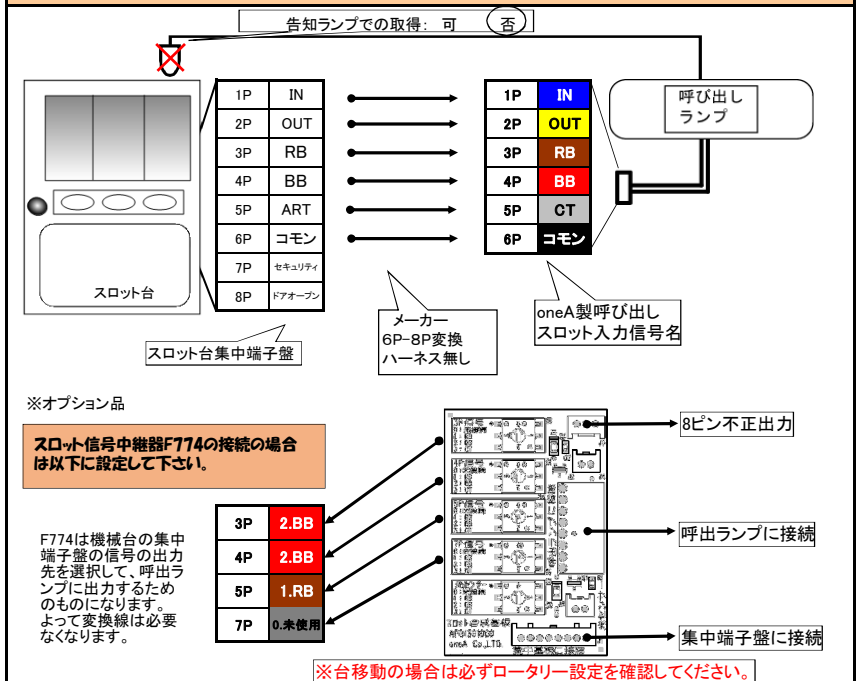 告知ランプでの取得: 可 否
呼び出し
ランプ
1P IN
2P OUT
3P RB
4P BB
5P ART
6P コモン
7P セキュリティ
8P ドアオープン
1P IN
2P OUT
3P RB
4P BB
5P CT
6P コモン
スロット台
スロット台集中端子盤
メーカー
6P-8P変換
ハーネス無し
oneA製呼び出し
スロット入力信号名
※オプション品
スロット信号中継器F774の接続の場合
は以下に設定して下さい。
F774は機械台の集中
端子盤の信号の出力
先を選択して、呼出ラ
ンプに出力するため
のものになります。
よって変換線は必要
なくなります。
3P 2.BB
4P 2.BB
5P 1.RB
7P 0.未使用
8ピン不正出力
呼出ランプに接続
集中端子盤に接続
oneA Co.,LTD.
※台移動の場合は必ずロータリー設定を確認してください。